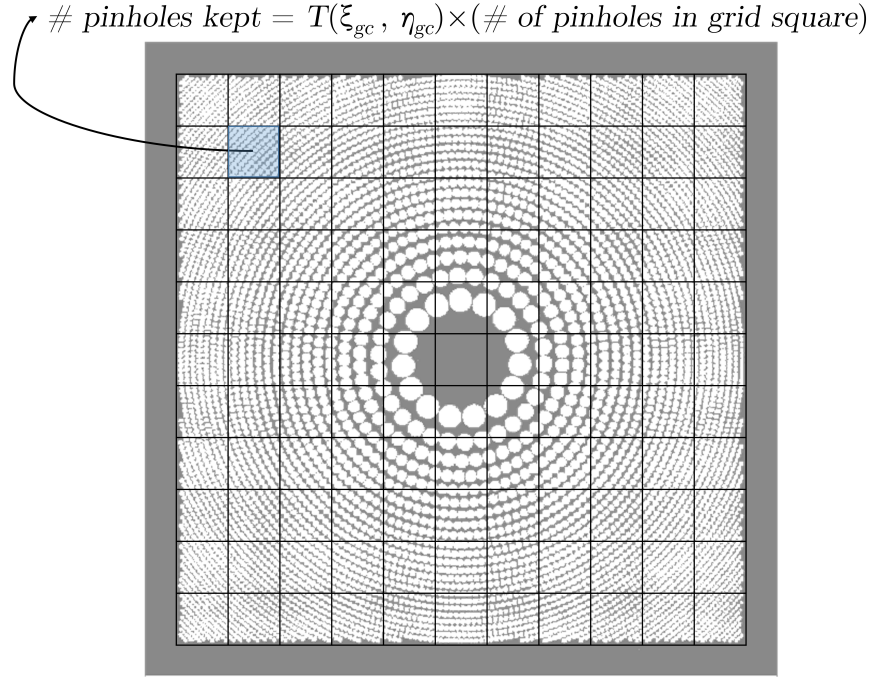 # pinholes kept = T(ξgc , ηgc)×(# of pinholes in grid square)